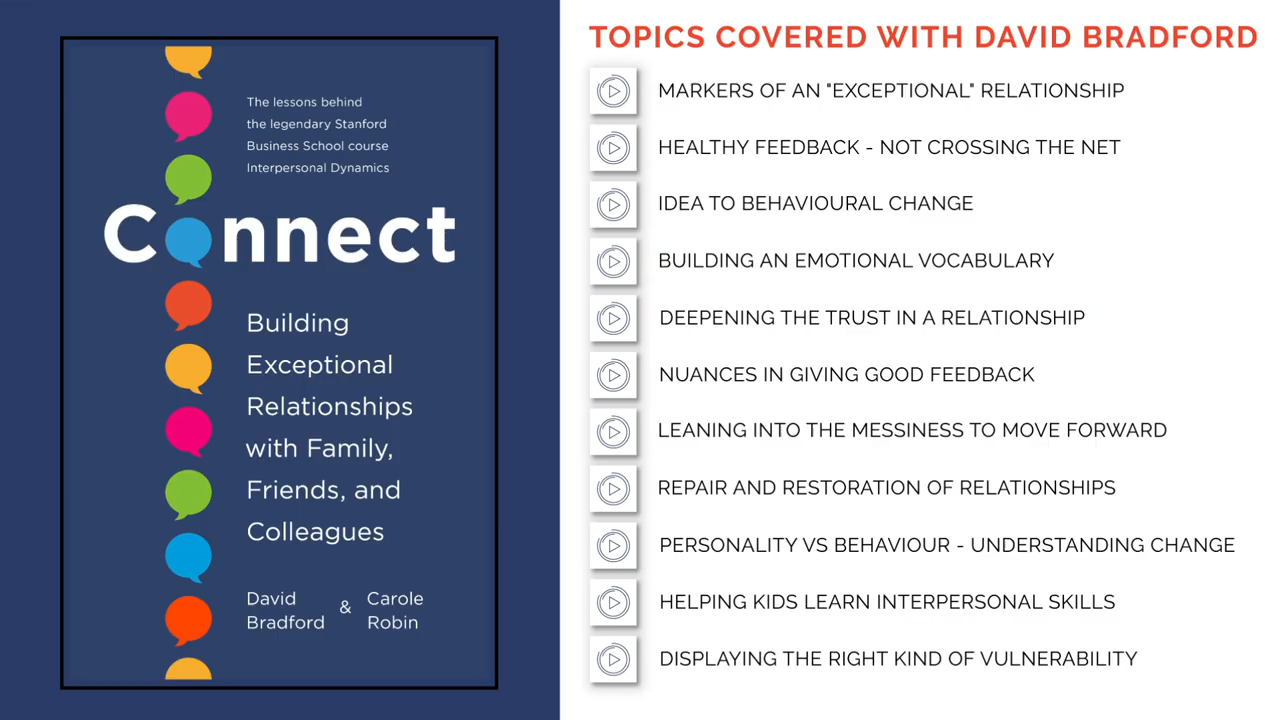 The lessons behind
the legendary Stanford
Business School course
Interpersonal Dynamics
Connect
Building
Exceptional
Relationships
with Family,
Friends, and
Colleagues
David
Bradford
&
Carole
Robin
TOPICS COVERED WITH DAVID BRADFORD
MARKERS OF AN "EXCEPTIONAL" RELATIONSHIP
HEALTHY FEEDBACK - NOT CROSSING THE NET
IDEA TO BEHAVIOURAL CHANGE
BUILDING AN EMOTIONAL VOCABULARY
DEEPENING THE TRUST IN A RELATIONSHIP
NUANCES IN GIVING GOOD FEEDBACK
LEANING INTO THE MESSINESS TO MOVE FORWARD
REPAIR AND RESTORATION OF RELATIONSHIPS
PERSONALITY VS BEHAVIOUR - UNDERSTANDING CHANGE
HELPING KIDS LEARN INTERPERSONAL SKILLS
DISPLAYING THE RIGHT KIND OF VULNERABILITY